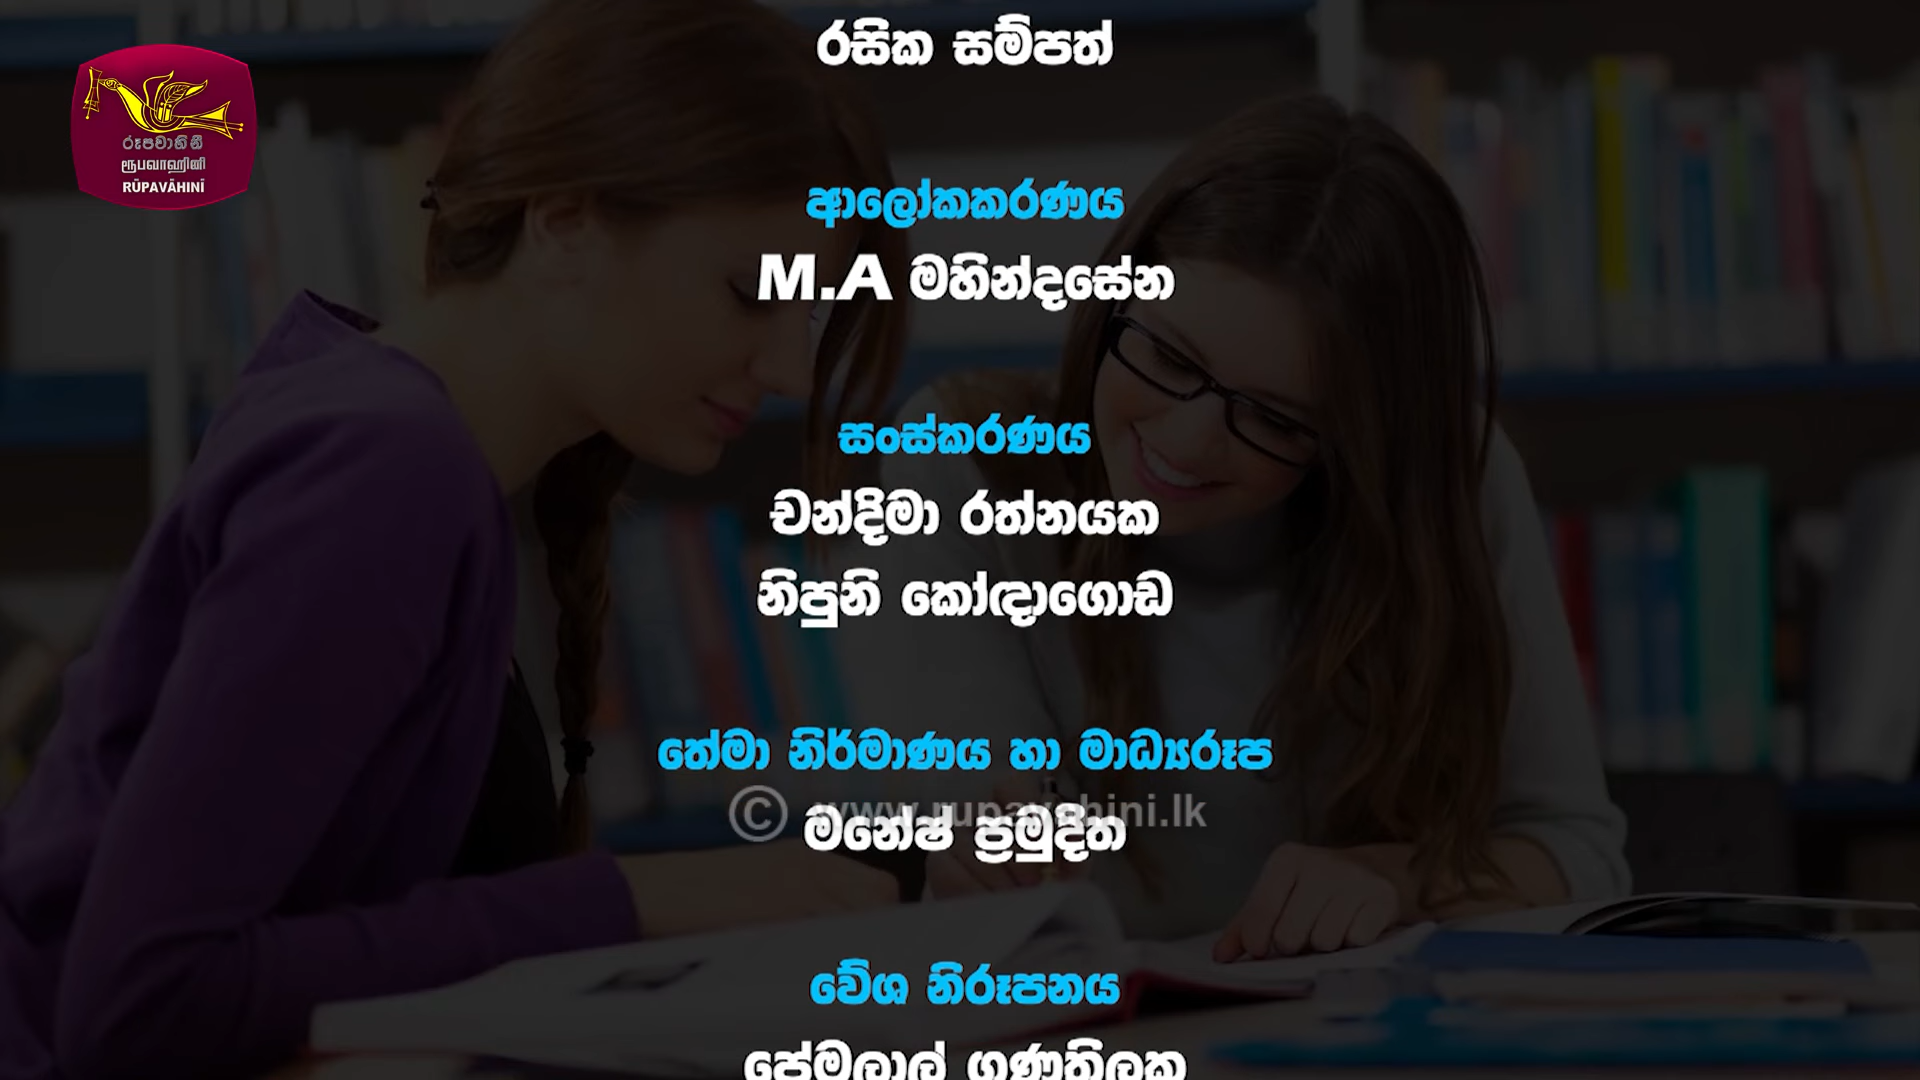 රසික සම්පත්
රූපවාහිනී
ரூபவாஹினி
RŪPAVĀHINĪ
ආලෝකකරණය
M.A මහින්දසේන
සංස්කරණය
චන්දිමා රත්නයක
නිපුනි කෝඥාගොඩ
තේමා නිර්මාණය හා මාධ්‍යරූප
© www.rupavahini.lk
මනේෂ් ප්‍රමුදිත
වේශ නිරූපනය
පේමලාල් ගුණතිලක